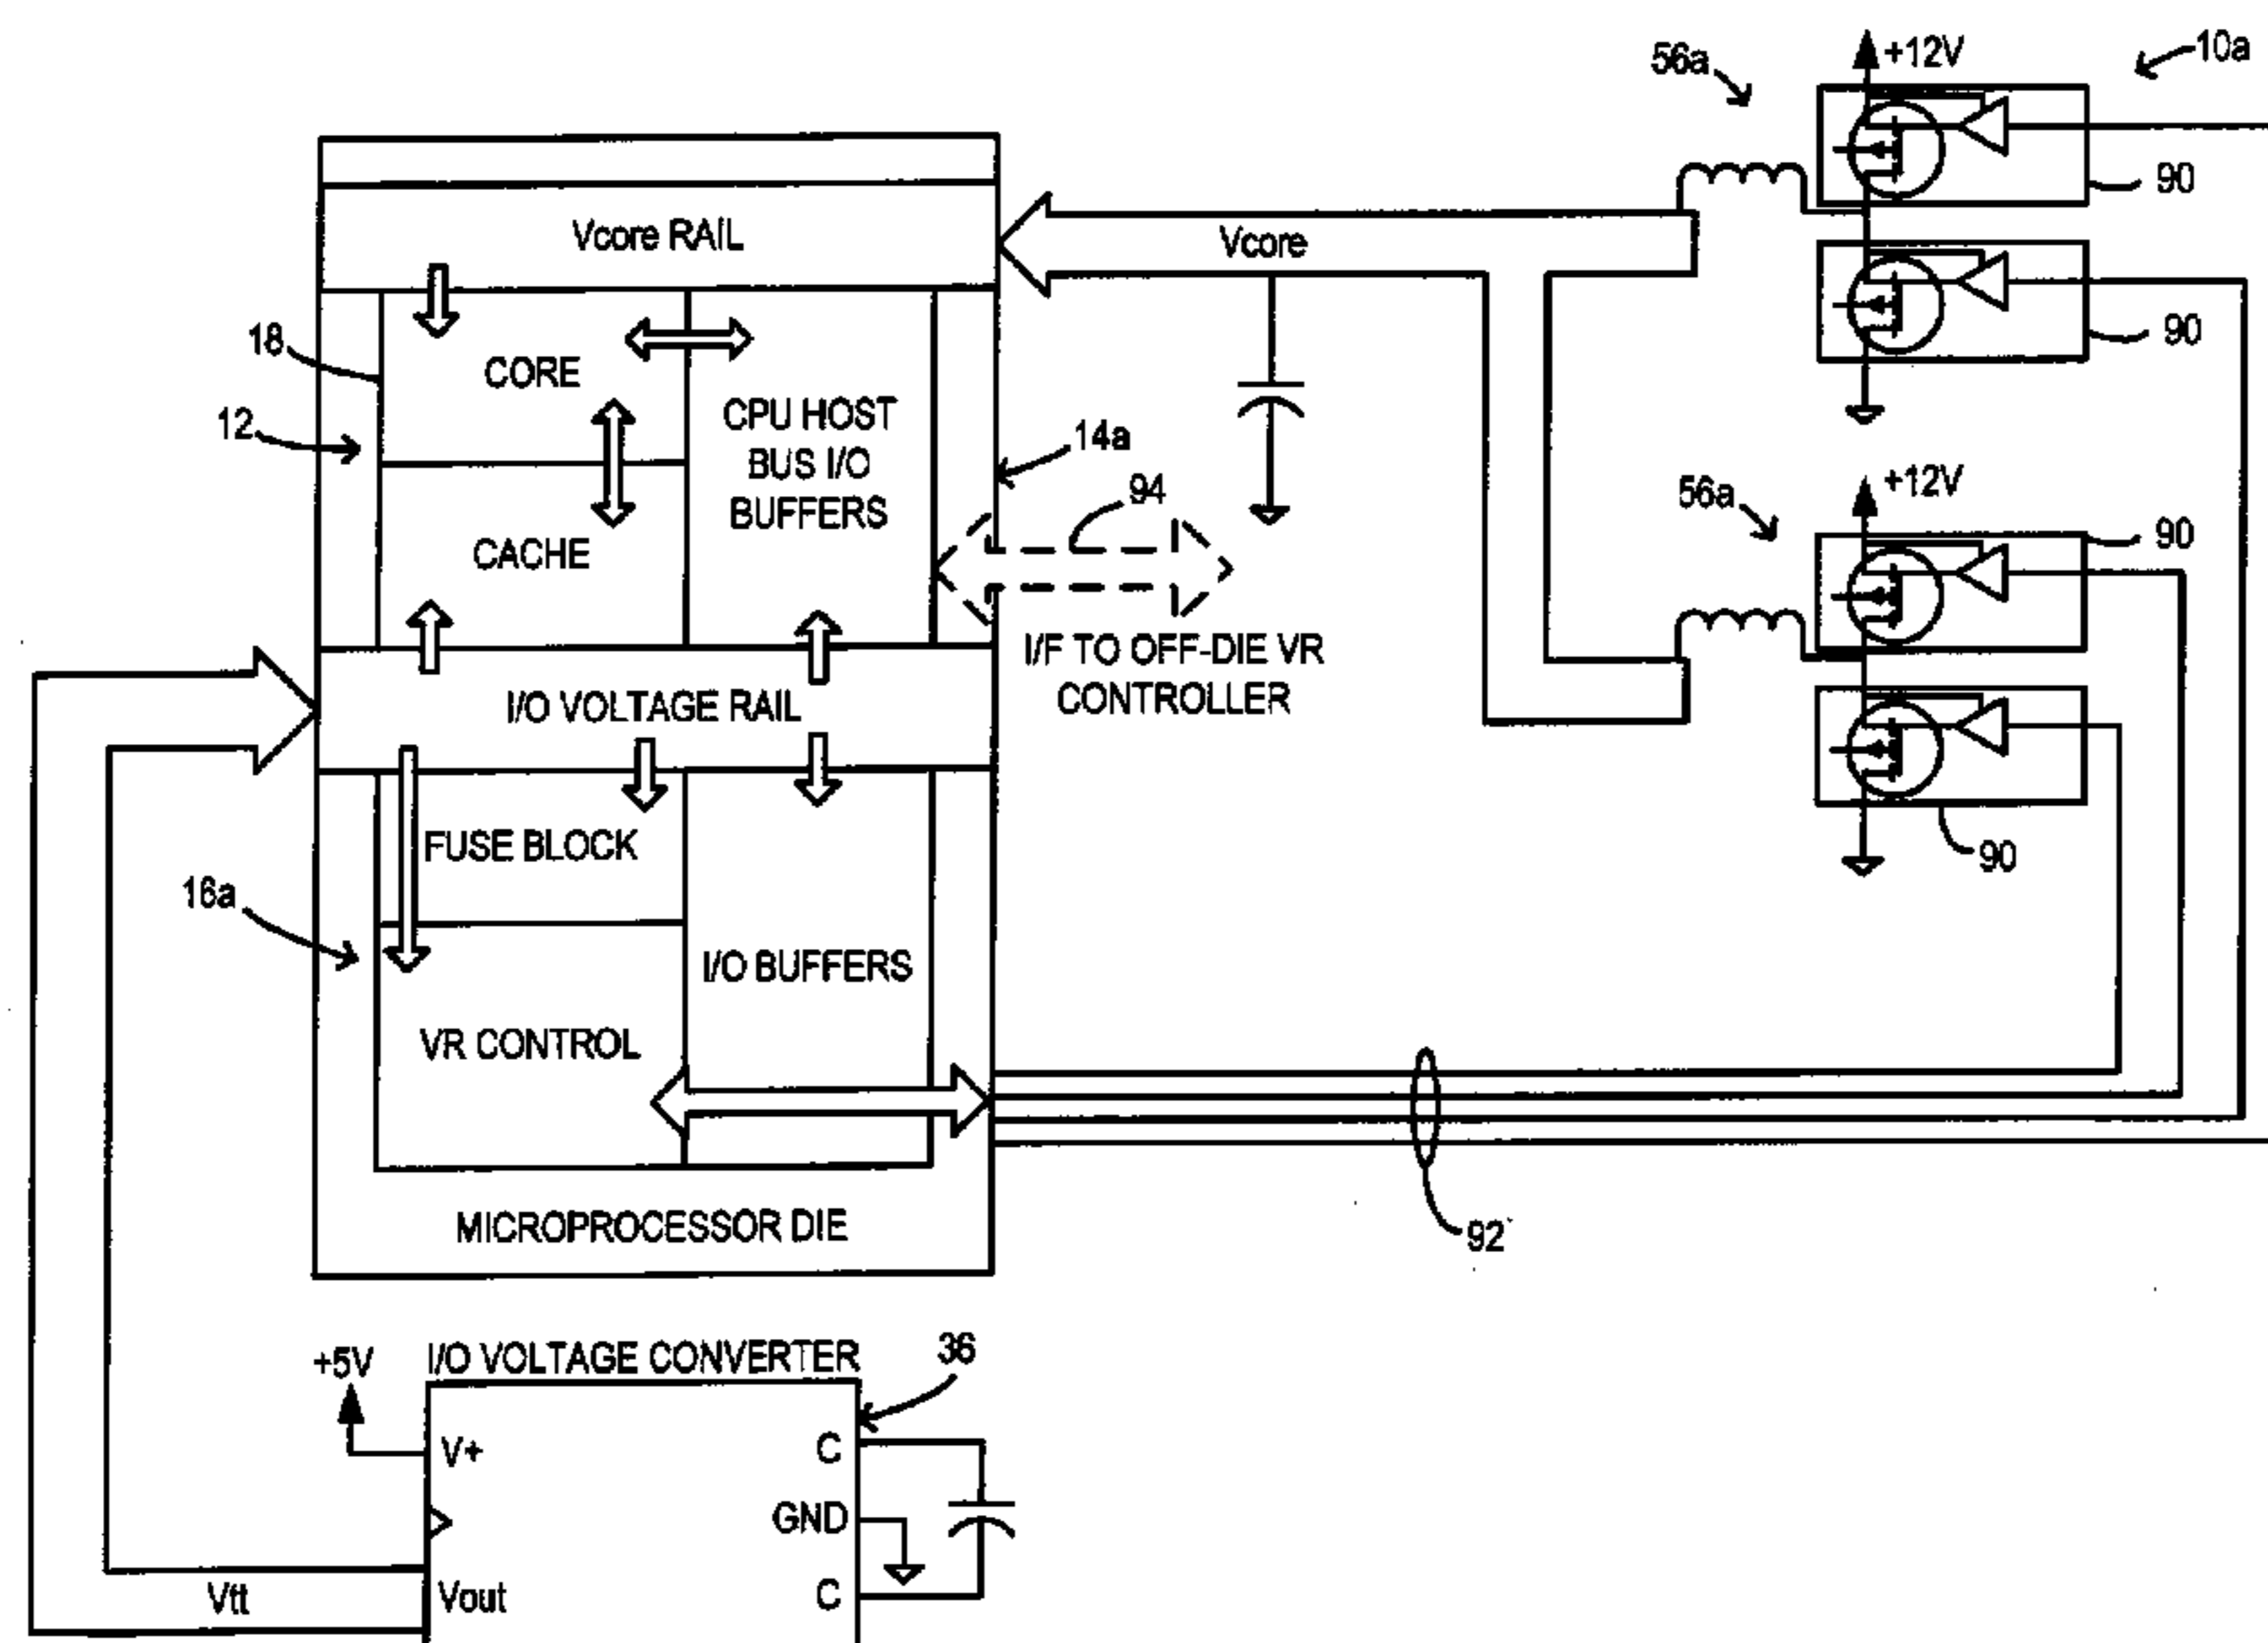 56a
+12V
10a
90
90
Vcore RAIL
Vcore
18
CORE
12
CPU HOST
BUS I/O
BUFFERS
14a
94
CACHE
56a
+12V
90
I/F TO OFF-DIE VR
CONTROLLER
I/O VOLTAGE RAIL
90
FUSE BLOCK
16a
I/O BUFFERS
VR CONTROL
92
MICROPROCESSOR DIE
+5V
I/O VOLTAGE CONVERTER
36
V+
C
GND
Vtt
Vout
C